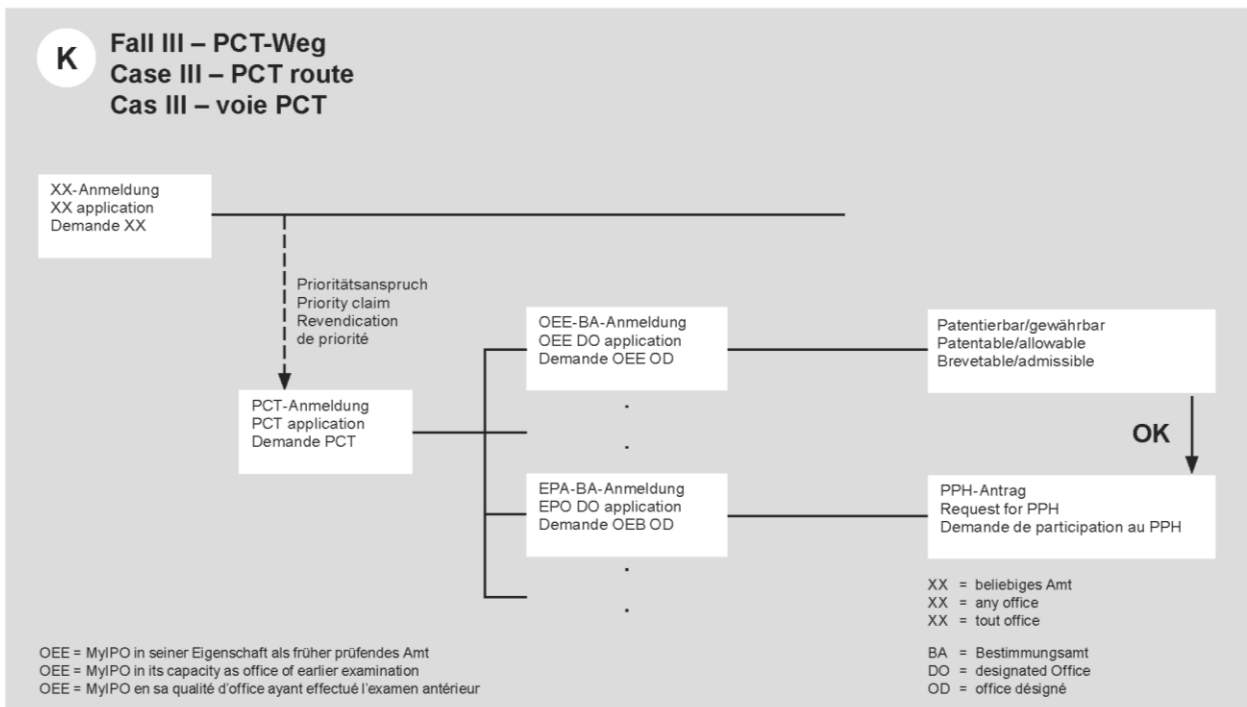 K
Fall III – PCT-Weg
Case III – PCT route
Cas III – voie PCT
XX-Anmeldung
XX application
Demande XX
Prioritätsanspruch
Priority claim
Revendication
de priorité
OEE-BA-Anmeldung
OEE DO application
Demande OEE OD
Patentierbar/gewährbar
Patentable/allowable
Brevetable/admissible
PCT-Anmeldung
PCT application
Demande PCT
OK
EPA-BA-Anmeldung
EPO DO application
Demande OEB OD
PPH-Antrag
Request for PPH
Demande de participation au PPH
XX = beliebiges Amt
XX = any office
XX = tout office
OEE = MyIPO in seiner Eigenschaft als früher prüfendes Amt
OEE = MyIPO in its capacity as office of earlier examination
OEE = MyIPO en sa qualité d'office ayant effectué l'examen antérieur
BA = Bestimmungsamt
DO = designated Office
OD = office désigné